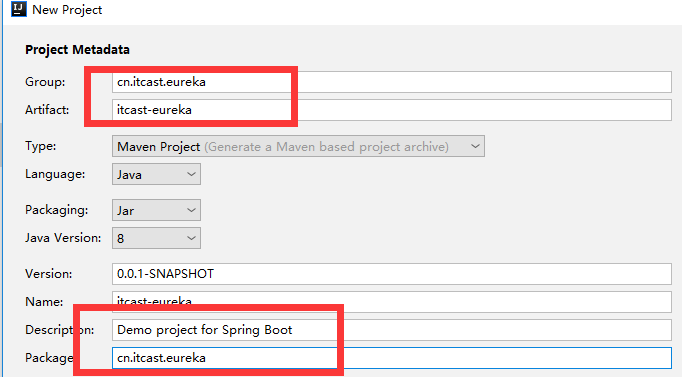 IJ New Project
Project Metadata
Group: cn.itcast.eureka
Artifact: itcast-eureka
Type: Maven Project (Generate a Maven based project archive)
Language: Java
Packaging: Jar
Java Version: 8
Version: 0.0.1-SNAPSHOT
Name: itcast-eureka
Description: Demo project for Spring Boot
Package cn.itcast.eureka